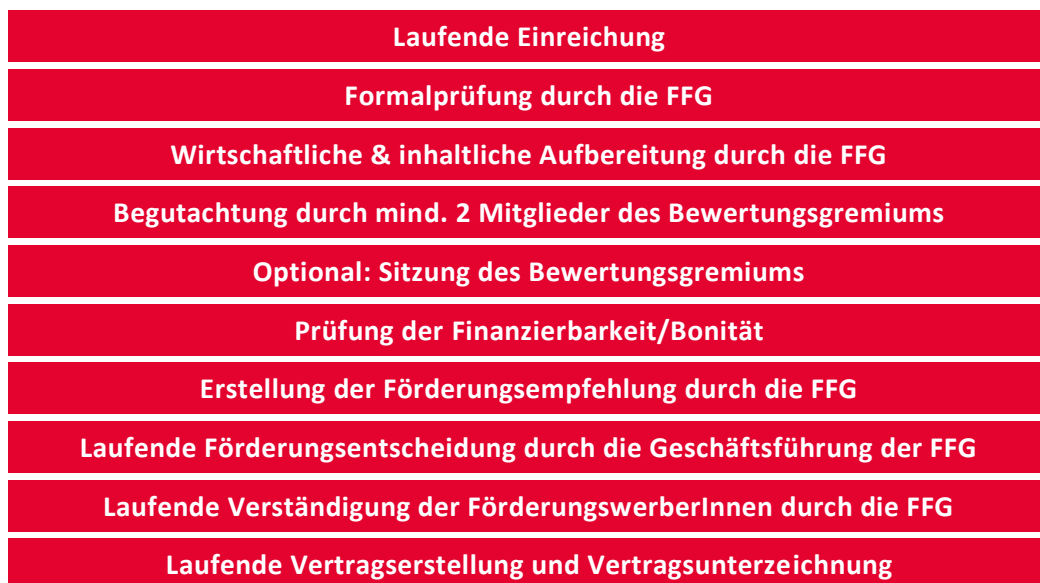 Laufende Einreichung
Formalprüfung durch die FFG
Wirtschaftliche & inhaltliche Aufbereitung durch die FFG
Begutachtung durch mind. 2 Mitglieder des Bewertungsgremiums
Optional: Sitzung des Bewertungsgremiums
Prüfung der Finanzierbarkeit/Bonität
Erstellung der Förderungsempfehlung durch die FFG
Laufende Förderungsentscheidung durch die Geschäftsführung der FFG
Laufende Verständigung der FörderungswerberInnen durch die FFG
Laufende Vertragserstellung und Vertragsunterzeichnung